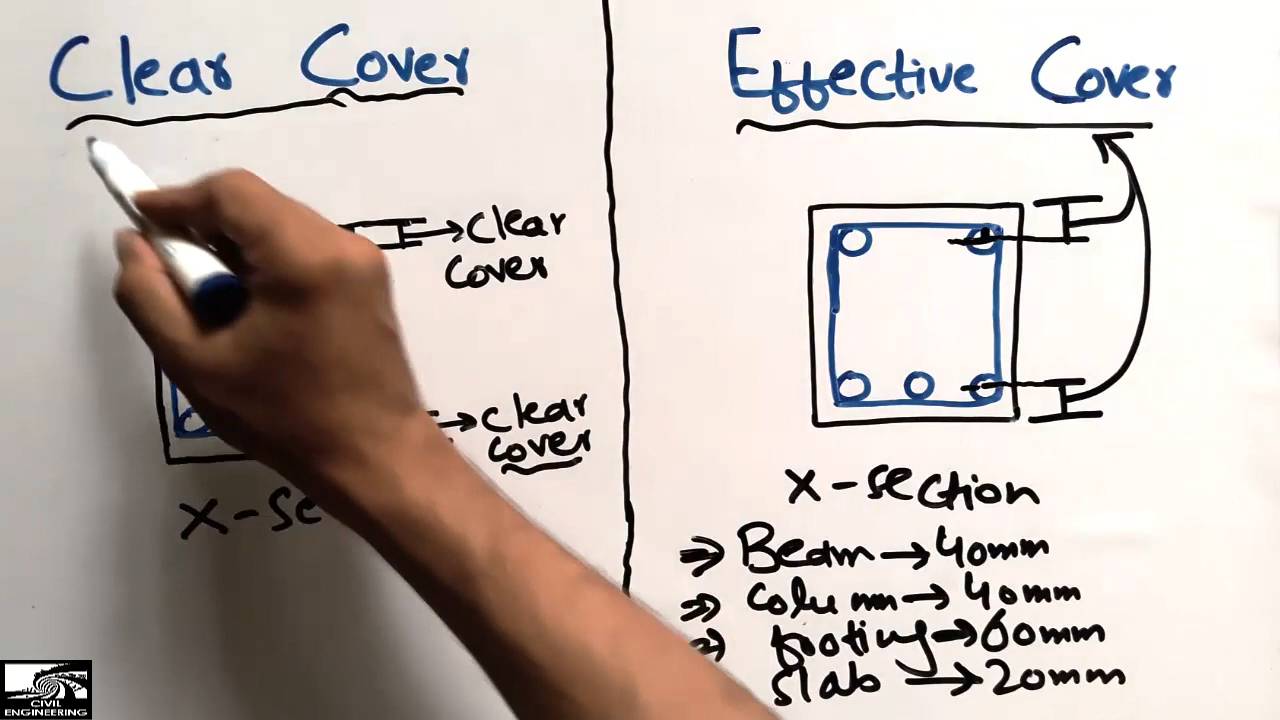 Clear Cover
Clear
Cover
Clear
Cover
X-Se
Effective Cover
X-section
⇒ Beam → 40mm
⇒ Column → 40mm
⇒ footing → 60mm
Slab → 20mm
CIVIL
ENGINEERING